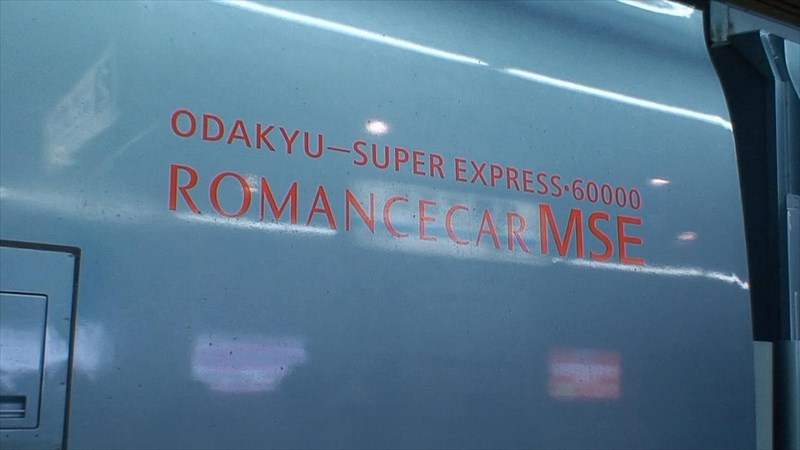 ODAKYU—SUPER EXPRESS・60000
ROMANCECAR MSE